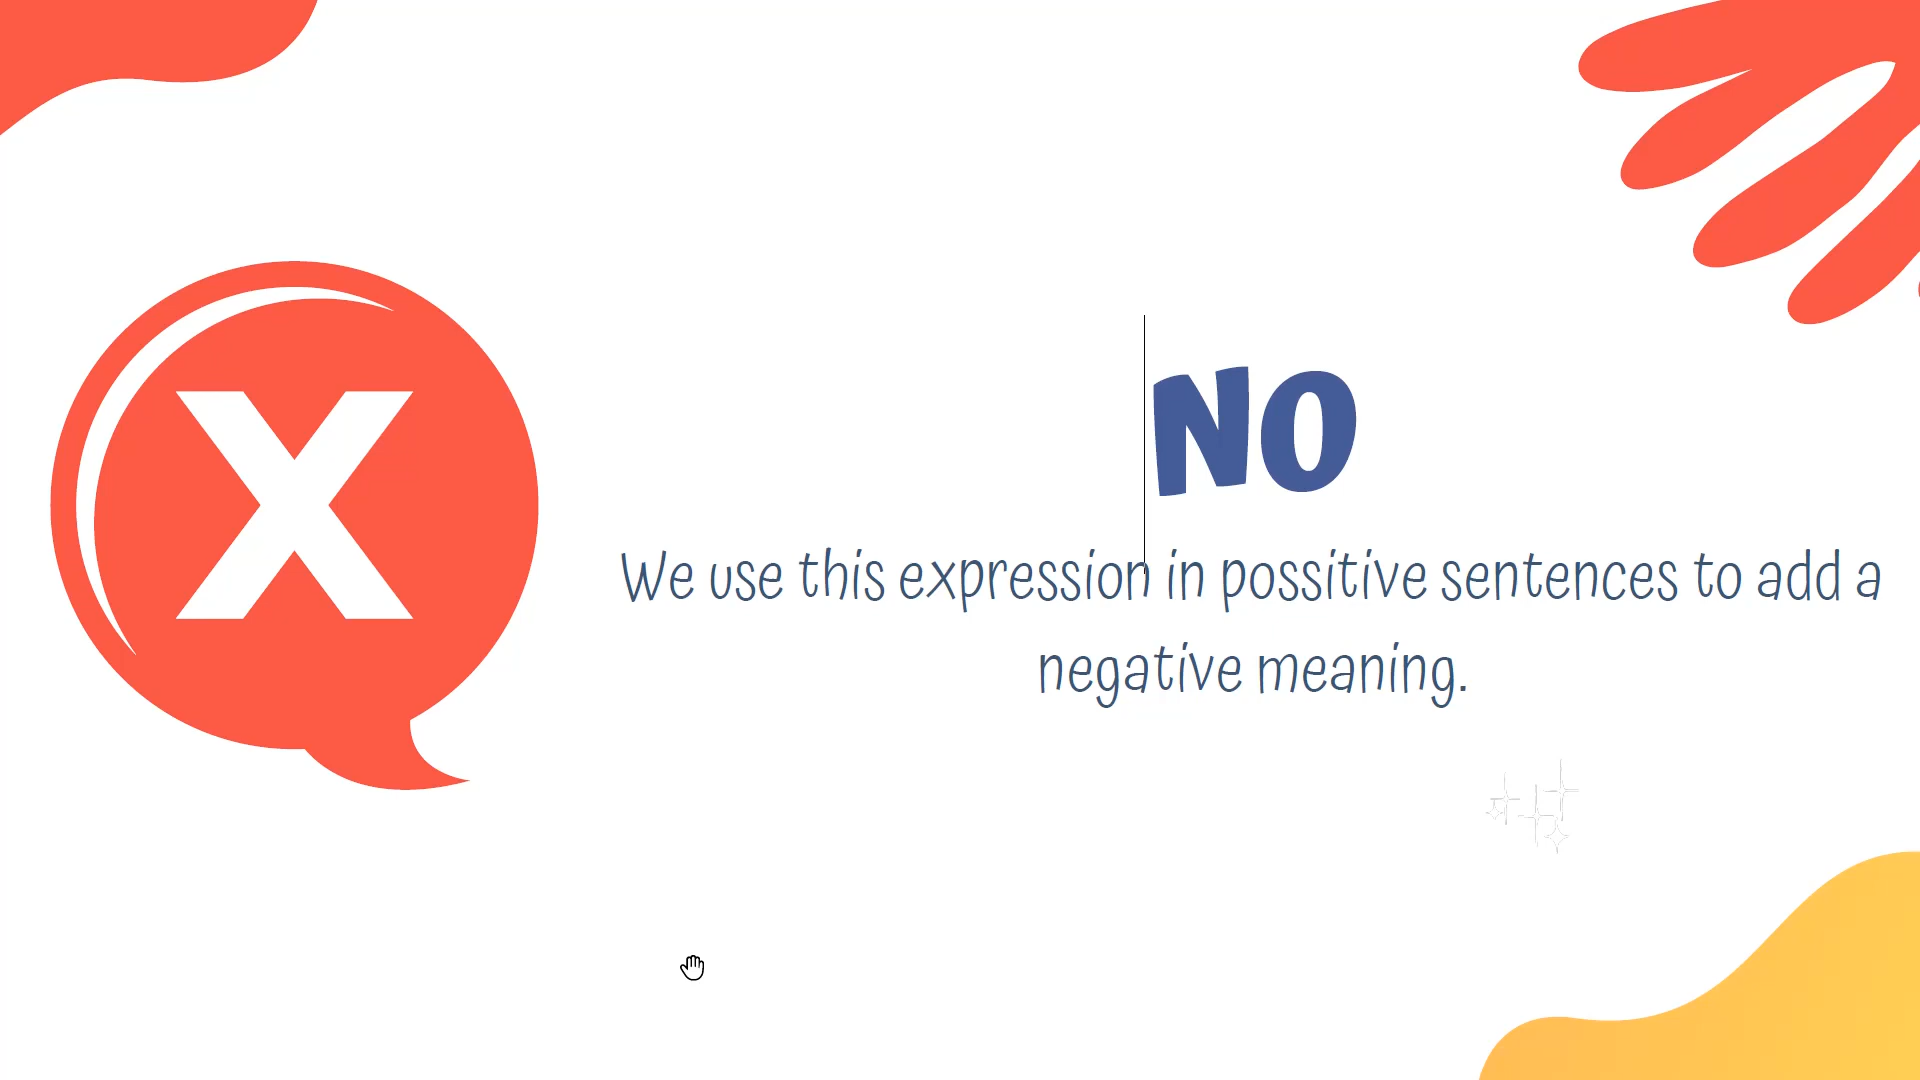 X
NO
We use this expression in possitive sentences to add a
negative meaning.